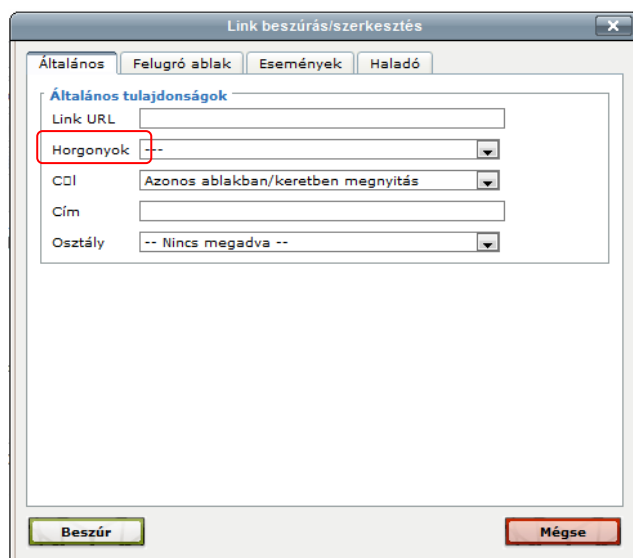 Link beszúrás/szerkesztés
Általános Felugró ablak Események Haladó
Általános tulajdonságok
Link URL
Horgonyok ---
C□l Azonos ablakban/keretben megnyitás
Cím
Osztály -- Nincs megadva --
Beszúr Mégse